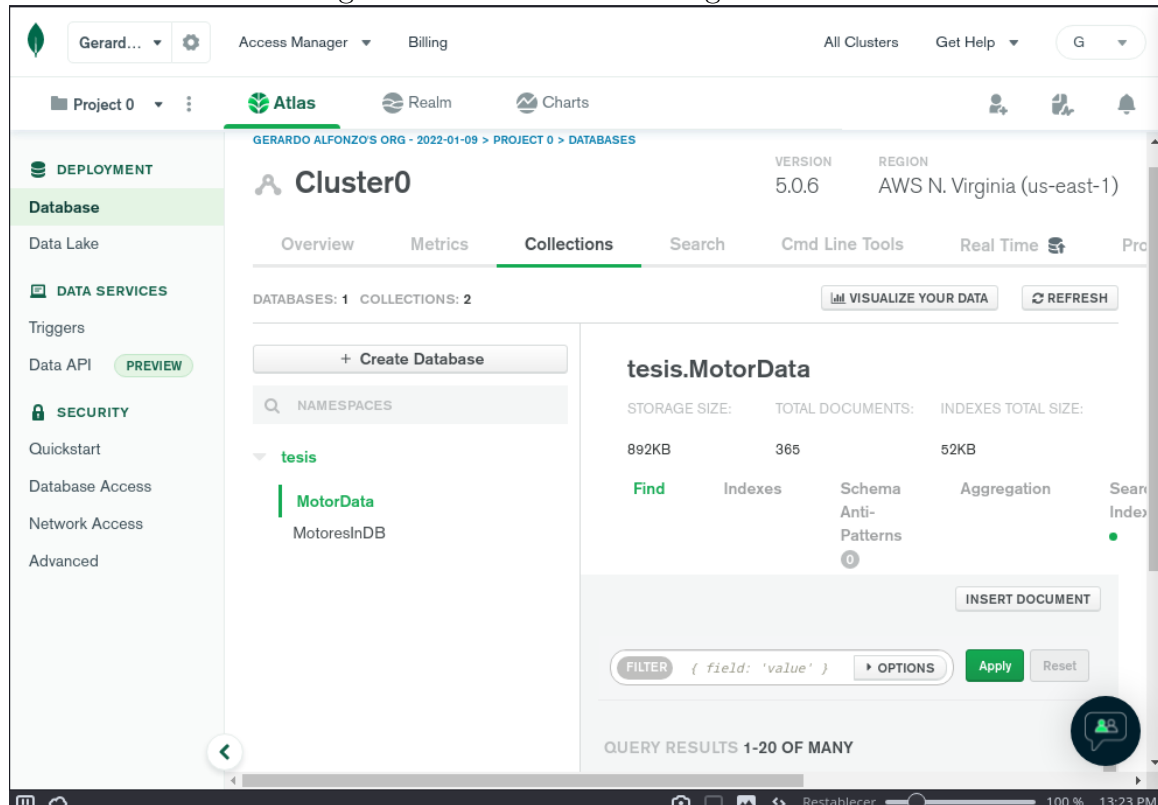 Gerard...
Access Manager
Billing
All Clusters
Get Help
G
Project 0
Atlas
Realm
Charts
DEPLOYMENT
Database
Data Lake
DATA SERVICES
Triggers
Data API PREVIEW
SECURITY
Quickstart
Database Access
Network Access
Advanced
GERARDO ALFONZO'S ORG - 2022-01-09 > PROJECT 0 > DATABASES
Cluster0
VERSION
5.0.6
REGION
AWS N. Virginia (us-east-1)
Overview
Metrics
Collections
Search
Cmd Line Tools
Real Time
Pro
DATABASES: 1 COLLECTIONS: 2
VISUALIZE YOUR DATA
REFRESH
+ Create Database
NAMESPACES
tesis
MotorData
MotoresInDB
tesis.MotorData
STORAGE SIZE:
892KB
TOTAL DOCUMENTS:
365
INDEXES TOTAL SIZE:
52KB
Find
Indexes
Schema
Anti-
Patterns
0
Aggregation
Sear
Index
INSERT DOCUMENT
FILTER { field: 'value' }
OPTIONS
Apply
Reset
QUERY RESULTS 1-20 OF MANY
Restablecer
100 %
13:23 PM